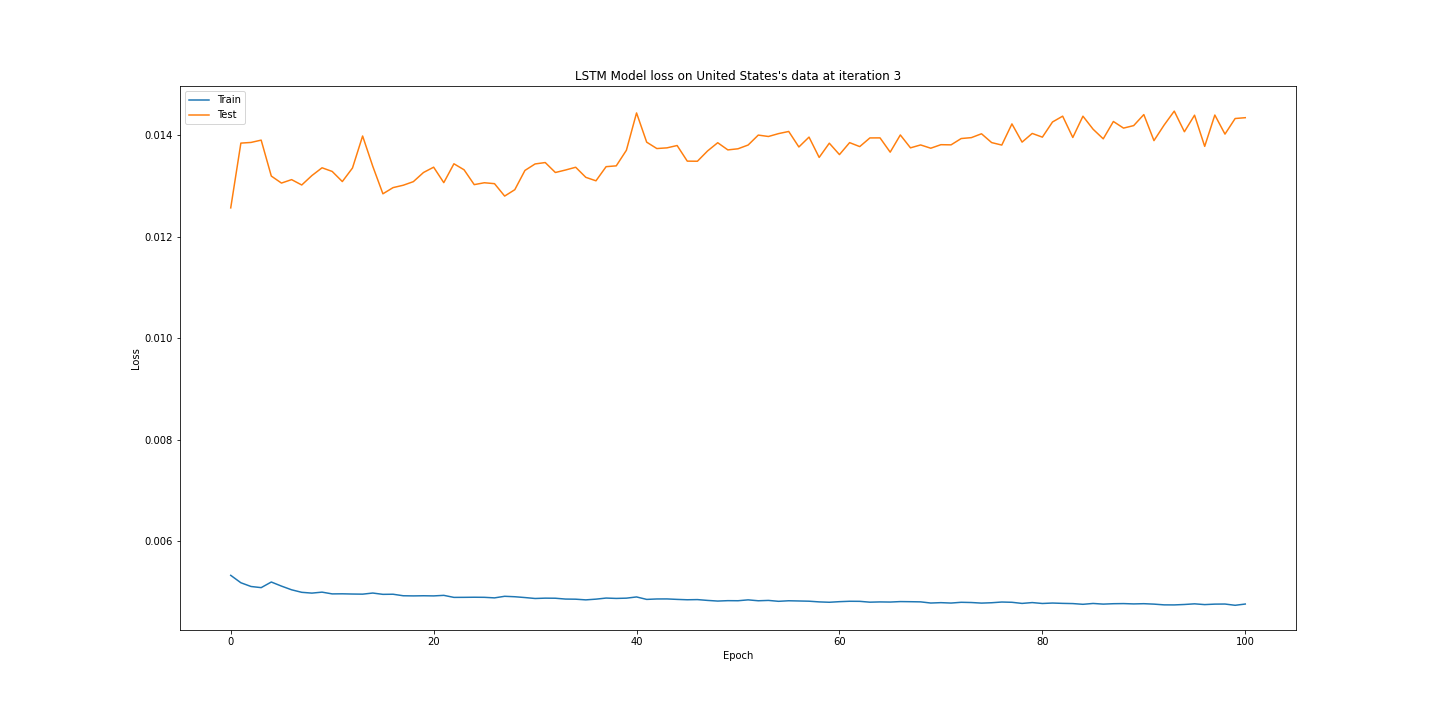 LSTM Model loss on United States's data at iteration 3
Train
Test
0.014
0.012
0.010
0.008
0.006
Loss
0 20 40 60 80 100
Epoch